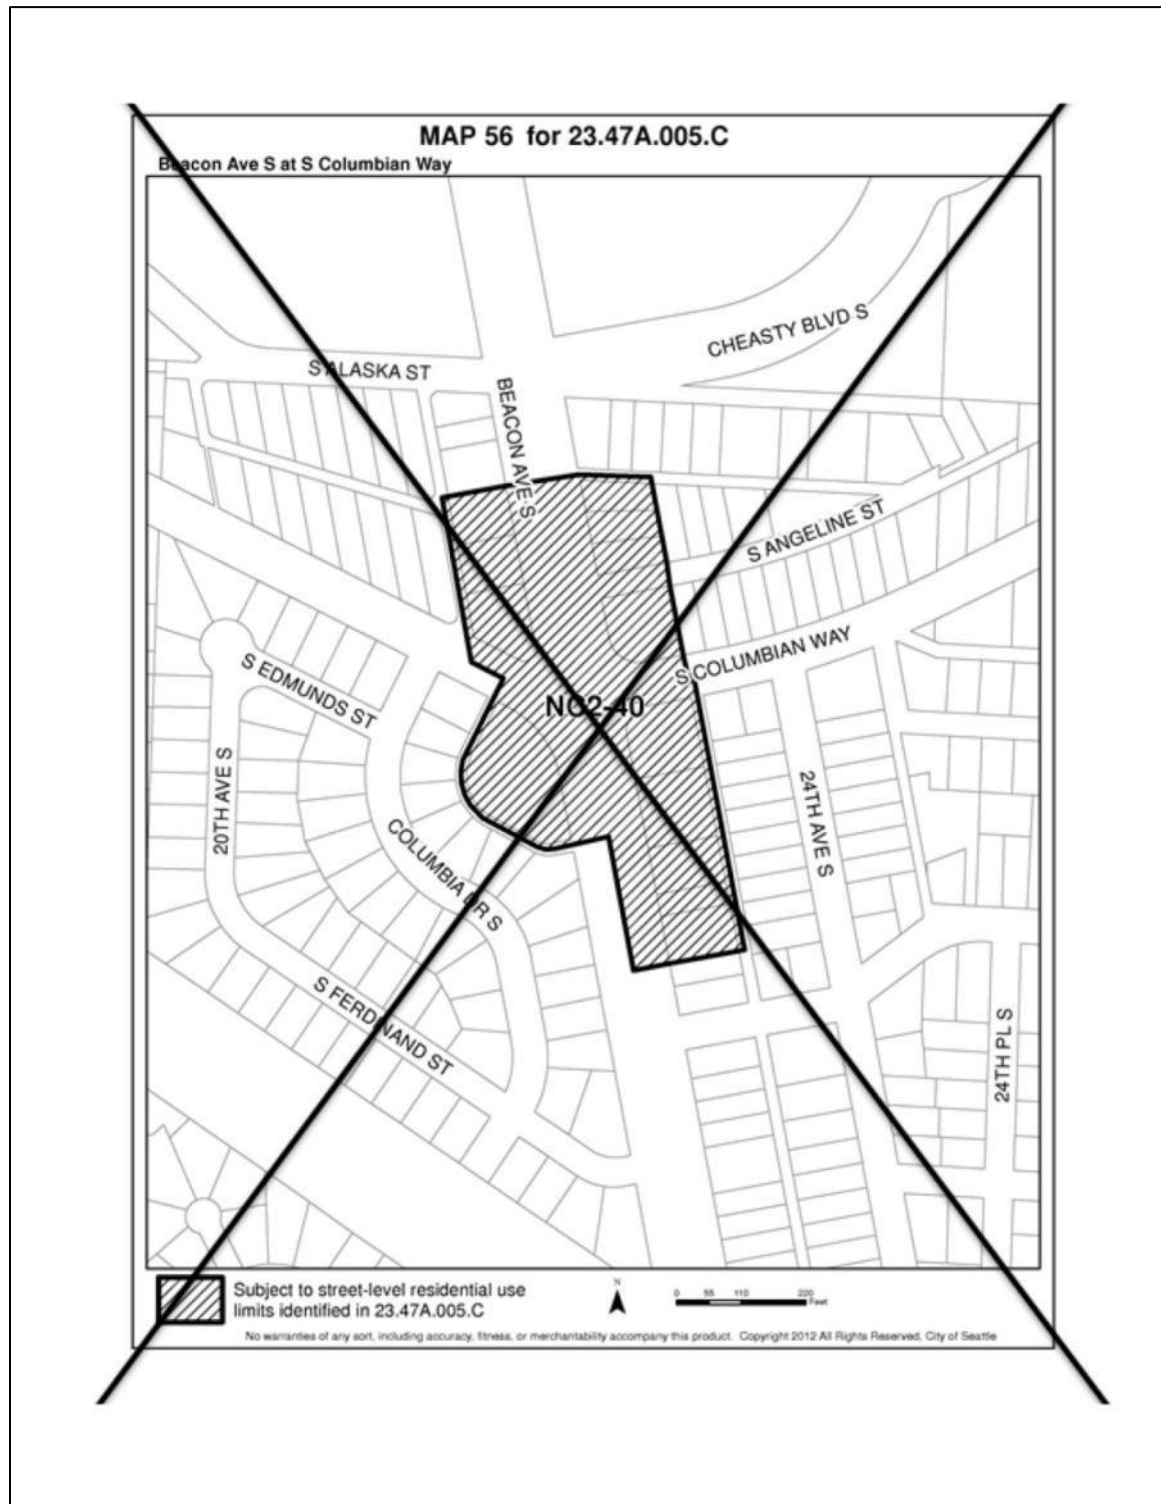 MAP 56 for 23.47A.005.C
Beacon Ave S at S Columbian Way
CHEASTY BLVD S
S ALASKA ST
BEACON AVE S
S ANGELINE ST
S COLUMBIAN WAY
S EDMUNDS ST
NC2-40
20TH AVE S
24TH AVE S
COLUMBIA DR S
S FERDINAND ST
24TH PL S
Subject to street-level residential use
limits identified in 23.47A.005.C
N
0 55 110 220
Feet
No warranties of any sort, including accuracy, fitness, or merchantability accompany this product. Copyright 2012 All Rights Reserved, City of Seattle